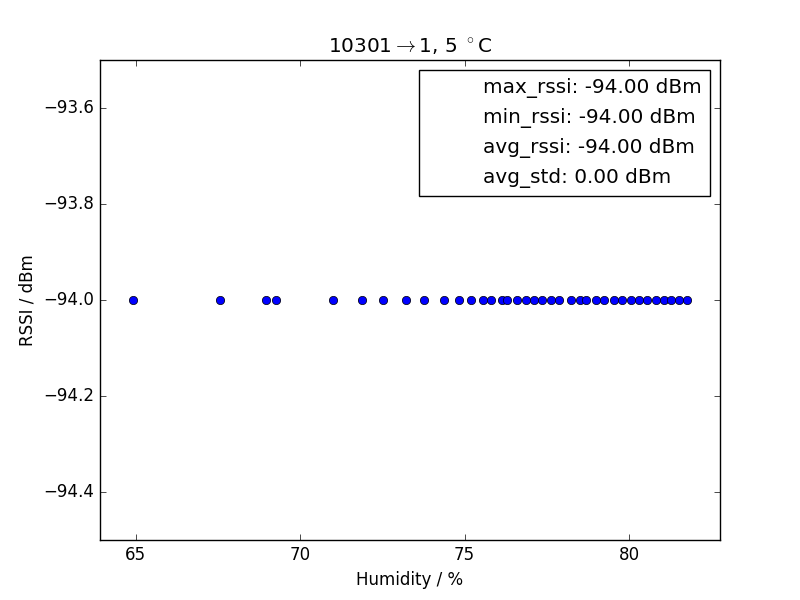 10301→1, 5 °C
max_rssi: -94.00 dBm
min_rssi: -94.00 dBm
avg_rssi: -94.00 dBm
avg_std: 0.00 dBm
−93.6
−93.8
−94.0
−94.2
−94.4
RSSI / dBm
65 70 75 80
Humidity / %